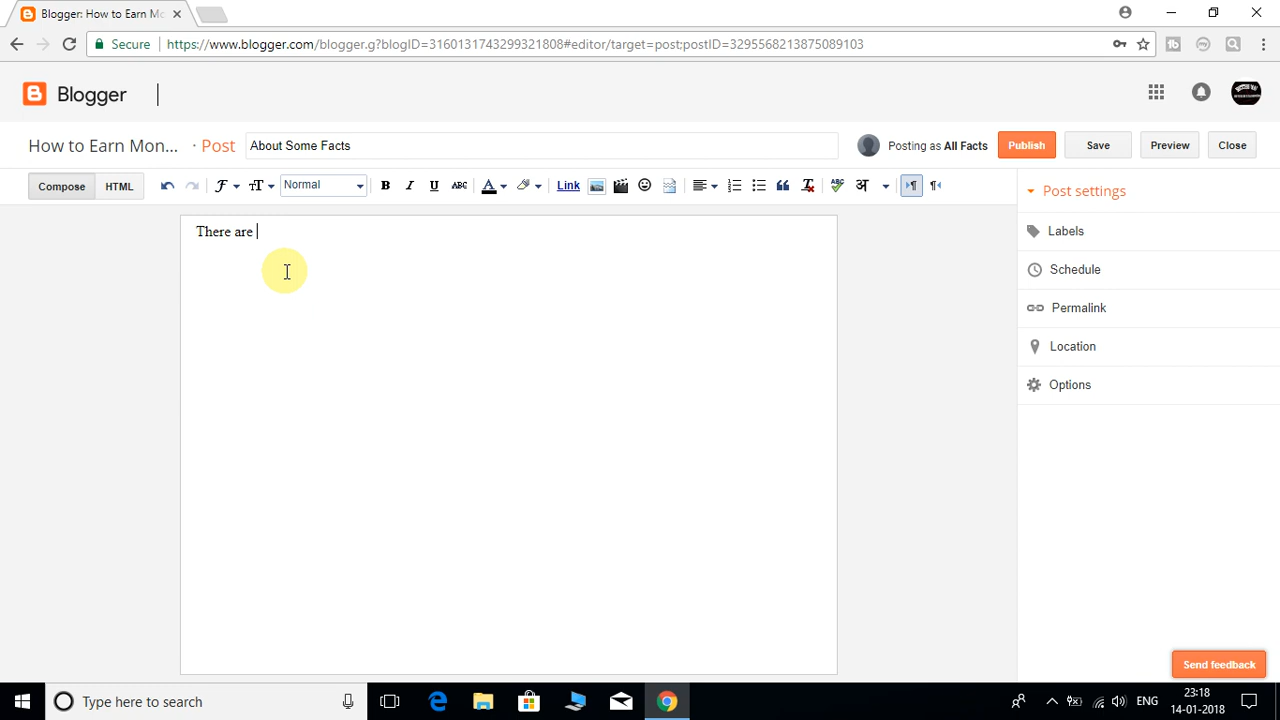 Blogger: How to Earn Mo
Secure https://www.blogger.com/blogger.g?blogID=3160131743299321808#editor/target=post;postID=3295568213875089103
Blogger
How to Earn Mon... · Post About Some Facts Posting as All Facts Publish Save Preview Close
Compose HTML Normal B I U ABC A Link अ
Post settings
There are
Labels
Schedule
Permalink
Location
Options
Send feedback
Type here to search ENG 23:18
14-01-2018